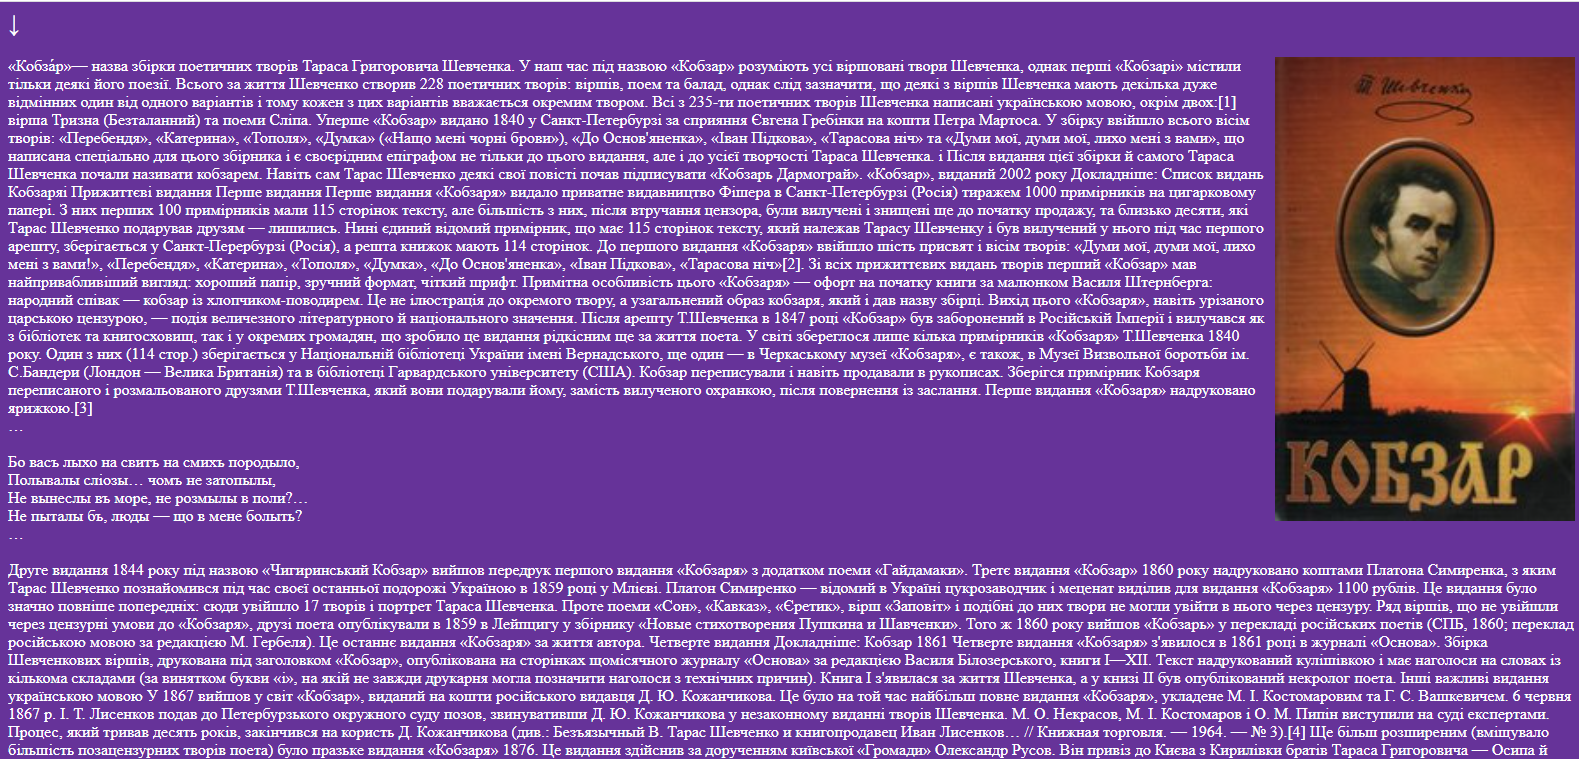 ↓
«Кобза́р»— назва збірки поетичних творів Тараса Григоровича Шевченка. У наш час під назвою «Кобзар» розуміють усі віршовані твори Шевченка, однак перші «Кобзарі» містили
тільки деякі його поезії. Всього за життя Шевченко створив 228 поетичних творів: віршів, поем та балад, однак слід зазначити, що деякі з віршів Шевченка мають декілька дуже
відмінних один від одного варіантів і тому кожен з цих варіантів вважається окремим твором. Всі з 235-ти поетичних творів Шевченка написані українською мовою, окрім двох:[1]
вірша Тризна (Безталанний) та поеми Сліпа. Уперше «Кобзар» видано 1840 у Санкт-Петербурзі за сприяння Євгена Гребінки на кошти Петра Мартоса. У збірку ввійшло всього вісім
творів: «Перебендя», «Катерина», «Тополя», «Думка» («Нащо мені чорні брови»), «До Основ'яненка», «Іван Підкова», «Тарасова ніч» та «Думи мої, думи мої, лихо мені з вами», що
написана спеціально для цього збірника і є своєрідним епіграфом не тільки до цього видання, але і до усієї творчості Тараса Шевченка. і Після видання цієї збірки й самого Тараса
Шевченка почали називати кобзарем. Навіть сам Тарас Шевченко деякі свої повісті почав підписувати «Кобзарь Дармограй». «Кобзар», виданий 2002 року Докладніше: Список видань
Кобзаряі Прижиттєві видання Перше видання Перше видання «Кобзаря» видало приватне видавництво Фішера в Санкт-Петербурзі (Росія) тиражем 1000 примірників на цигарковому
папері. З них перших 100 примірників мали 115 сторінок тексту, але більшість з них, після втручання цензора, були вилучені і знищені ще до початку продажу, та близько десяти, які
Тарас Шевченко подарував друзям — лишились. Нині єдиний відомий примірник, що має 115 сторінок тексту, який належав Тарасу Шевченку і був вилучений у нього під час першого
арешту, зберігається у Санкт-Перербурзі (Росія), а решта книжок мають 114 сторінок. До першого видання «Кобзаря» ввійшло шість присвят і вісім творів: «Думи мої, думи мої, лихо
мені з вами!», «Перебендя», «Катерина», «Тополя», «Думка», «До Основ'яненка», «Іван Підкова», «Тарасова ніч»[2]. Зі всіх прижиттєвих видань творів перший «Кобзар» мав
найпривабливіший вигляд: хороший папір, зручний формат, чіткий шрифт. Примітна особливість цього «Кобзаря» — офорт на початку книги за малюнком Василя Штернберга:
народний співак — кобзар із хлопчиком-поводирем. Це не ілюстрація до окремого твору, а узагальнений образ кобзаря, який і дав назву збірці. Вихід цього «Кобзаря», навіть урізаного
царською цензурою, — подія величезного літературного й національного значення. Після арешту Т.Шевченка в 1847 році «Кобзар» був заборонений в Російській Імперії і вилучався як
з бібліотек та книгосховищ, так і у окремих громадян, що зробило це видання рідкісним ще за життя поета. У світі збереглося лише кілька примірників «Кобзаря» Т.Шевченка 1840
року. Один з них (114 стор.) зберігається у Національній бібліотеці України імені Вернадського, ще один — в Черкаському музеї «Кобзаря», є також, в Музеї Визвольної боротьби ім.
С.Бандери (Лондон — Велика Британія) та в бібліотеці Гарвардського університету (США). Кобзар переписували і навіть продавали в рукописах. Зберігся примірник Кобзаря
переписаного і розмальованого друзями Т.Шевченка, який вони подарували йому, замість вилученого охранкою, після повернення із заслання. Перше видання «Кобзаря» надруковано
ярижкою.[3]
…
Бо васъ лыхо на свитъ на смихъ породыло,
Полывалы сліозы… чомъ не затопылы,
Не вынеслы въ море, не розмылы в поли?…
Не пыталы бъ, люды — що в мене болыть?
…
Т. Шевченко
КОБЗАР
Друге видання 1844 року під назвою «Чигиринський Кобзар» вийшов передрук першого видання «Кобзаря з додатком поеми «Гайдамаки». Третє видання «Кобзар» 1860 року надруковано коштами Платона Симиренка, з яким
Тарас Шевченко познайомився під час своєї останньої подорожі Україною в 1859 році у Млієві. Платон Симиренко — відомий в Україні цукрозаводчик і меценат виділив для видання «Кобзаря» 1100 рублів. Це видання було
значно повніше попередніх: сюди увійшло 17 творів і портрет Тараса Шевченка. Проте поеми «Сон», «Кавказ», «Єретик», вірш «Заповіт» і подібні до них твори не могли увійти в нього через цензуру. Ряд віршів, що не увійшли
через цензурні умови до «Кобзаря», друзі поета опублікували в 1859 в Лейпцигу у збірнику «Новые стихотворения Пушкина и Шавченки». Того ж 1860 року вийшов «Кобзарь» у перекладі російських поетів (СПБ, 1860; переклад
російською мовою за редакцією М. Гербеля). Це останнє видання «Кобзаря» за життя автора. Четверте видання Докладніше: Кобзар 1861 Четверте видання «Кобзаря» з'явилося в 1861 році в журналі «Основа». Збірка
Шевченкових віршів, друкована під заголовком «Кобзар», опублікована на сторінках щомісячного журналу «Основа» за редакцією Василя Білозерського, книги I—XII. Текст надрукований кулішівкою і має наголоси на словах із
кількома складами (за винятком букви «і», на якій не завжди друкарня могла позначити наголоси з технічних причин). Книга I з'явилася за життя Шевченка, а у книзі II був опублікований некролог поета. Інші важливі видання
українською мовою У 1867 вийшов у світ «Кобзар», виданий на кошти російського видавця Д. Ю. Кожанчикова. Це було на той час найбільш повне видання «Кобзаря», укладене М. І. Костомаровим та Г. С. Вашкевичем. 6 червня
1867 р. І. Т. Лисенков подав до Петербурзького окружного суду позов, звинувативши Д. Ю. Кожанчикова у незаконному виданні творів Шевченка. М. О. Некрасов, М. І. Костомаров і О. М. Пипін виступили на суді експертами.
Процес, який тривав десять років, закінчився на користь Д. Кожанчикова (див.: Безъязычный В. Тарас Шевченко и книгопродавец Иван Лисенков… // Книжная торговля. — 1964. — № 3).[4] Ще більш розширеним (вміщувало
більшість позацензурних творів поета) було празьке видання «Кобзаря» 1876. Це видання здійснив за дорученням київської «Громади» Олександр Русов. Він привіз до Києва з Кирилівки братів Тараса Григоровича — Осипа й